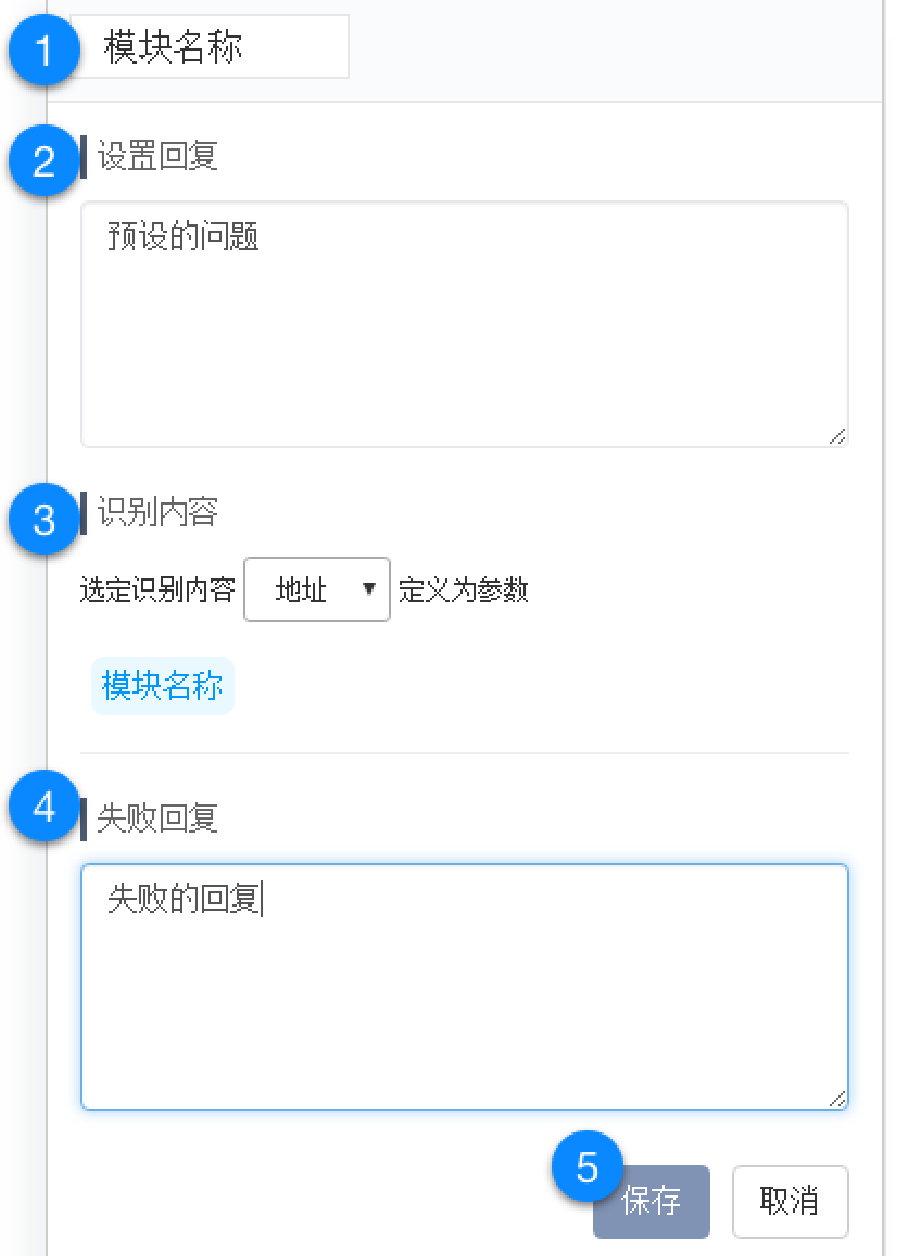 1 模块名称
2 设置回复
预设的问题
3 识别内容
选定识别内容 地址 ▼ 定义为参数
模块名称
4 失败回复
失败的回复
5 保存 取消